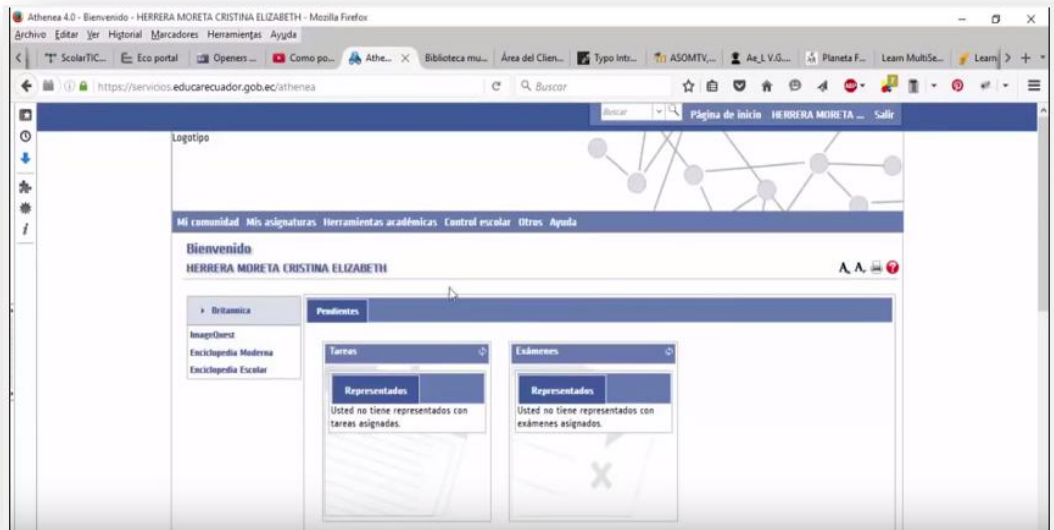 Athenea 4.0 - Bienvenido - HERRERA MORETA CRISTINA ELIZABETH - Mozilla Firefox
Archivo Editar Ver Historial Marcadores Herramientas Ayuda
ScolarTIC... Eco portal Openers ... Como po... Athe... Biblioteca mu... Área del Clien... Typo Intr... ASOMTV,... Ae_L V.G.... Planeta F... Learn MultiSe... Learn
https://servicios.educarecuador.gob.ec/athenea Buscar
Buscar Página de inicio HERRERA MORETA ... Salir
Logotipo
Mi comunidad Mis asignaturas Herramientas académicas Control escolar Otros Ayuda
Bienvenido
HERRERA MORETA CRISTINA ELIZABETH
Britannica
ImageQuest
Enciclopedia Moderna
Enciclopedia Escolar
Pendientes
Tareas
Representados
Usted no tiene representados con
tareas asignadas.
Exámenes
Representados
Usted no tiene representados con
exámenes asignados.